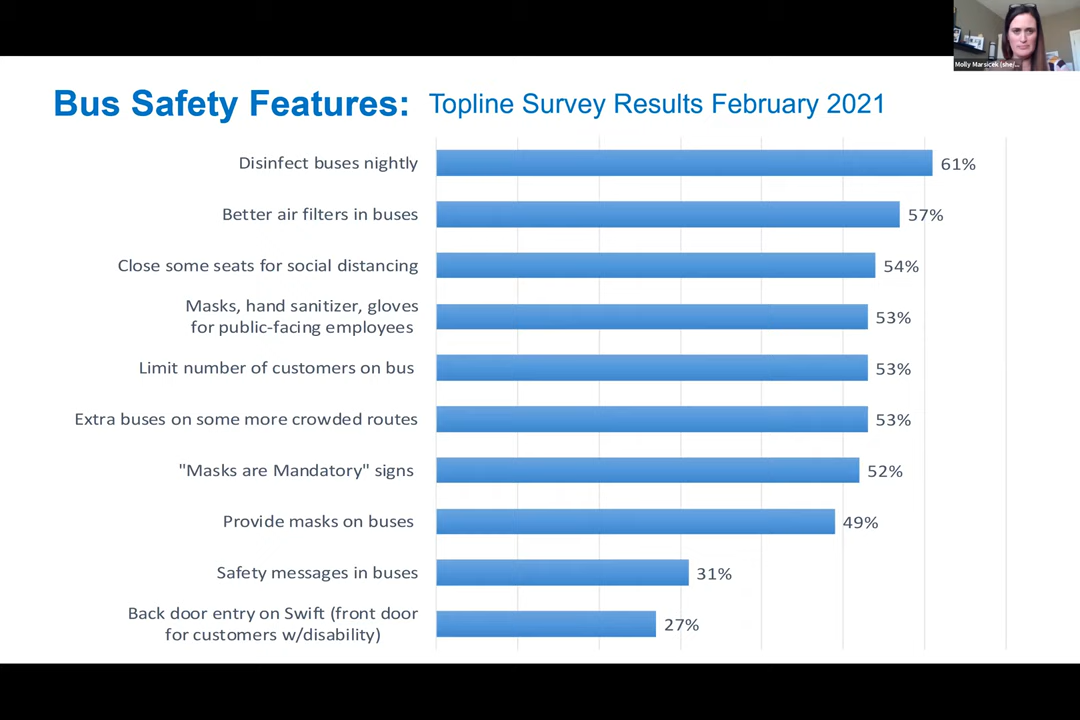 Molly Marsicek (she/...
Bus Safety Features: Topline Survey Results February 2021
Disinfect buses nightly 61%
Better air filters in buses 57%
Close some seats for social distancing 54%
Masks, hand sanitizer, gloves
for public-facing employees 53%
Limit number of customers on bus 53%
Extra buses on some more crowded routes 53%
"Masks are Mandatory" signs 52%
Provide masks on buses 49%
Safety messages in buses 31%
Back door entry on Swift (front door
for customers w/disability) 27%